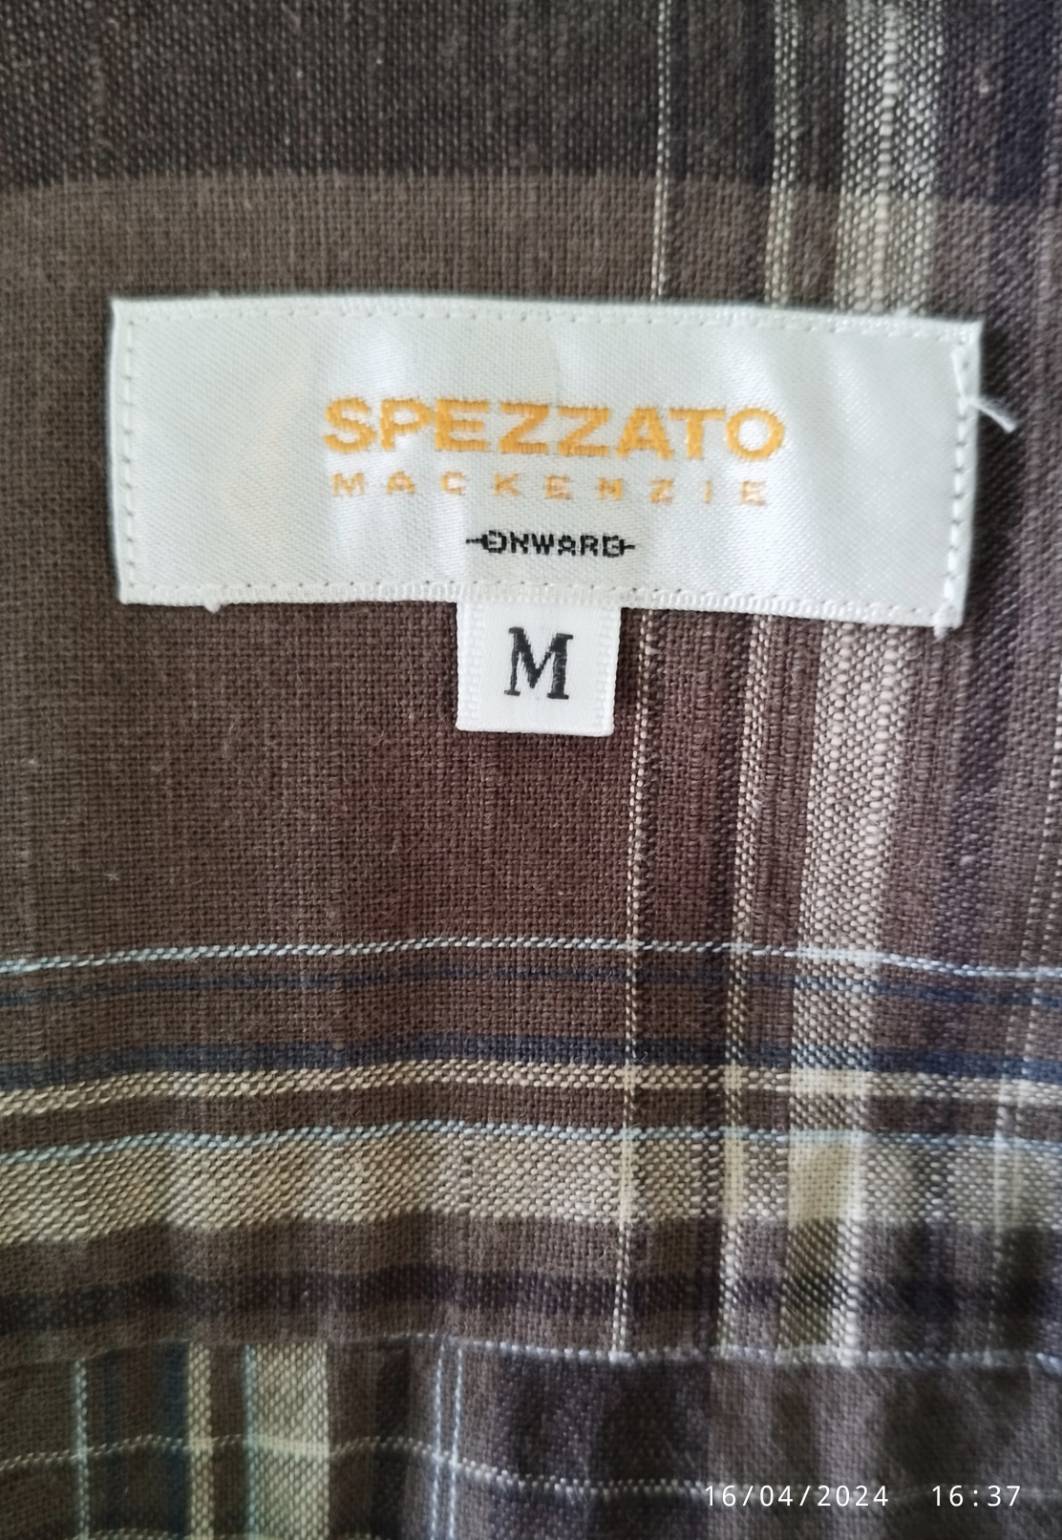 SPEZZATO
MACKENZIE
ONWARD
M
16/04/2024 16:37